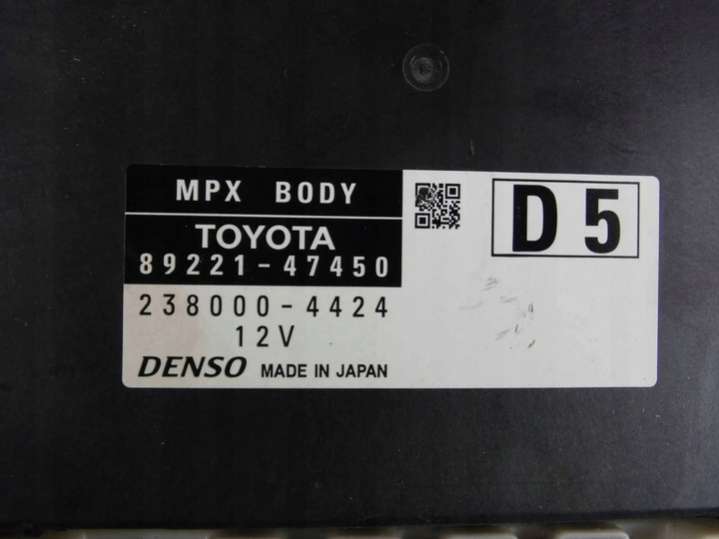 MPX BODY
TOYOTA
89221-47450
238000-4424
12V
DENSO MADE IN JAPAN
D5